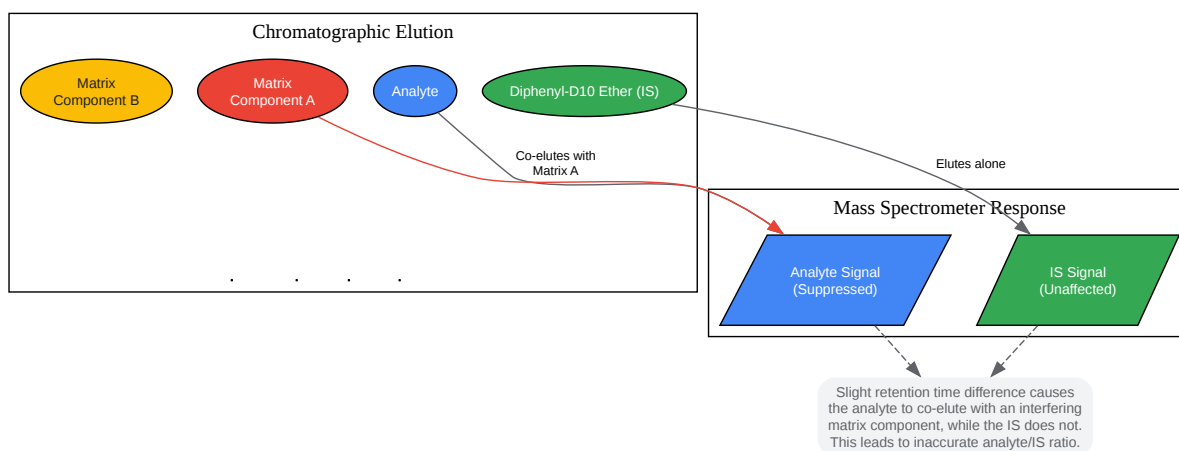 Chromatographic Elution
Matrix
Component B
Matrix
Component A
Analyte
Diphenyl-D10 Ether (IS)
Co-elutes with
Matrix A
Elutes alone
Mass Spectrometer Response
Analyte Signal
(Suppressed)
IS Signal
(Unaffected)
Slight retention time difference causes
the analyte to co-elute with an interfering
matrix component, while the IS does not.
This leads to inaccurate analyte/IS ratio.